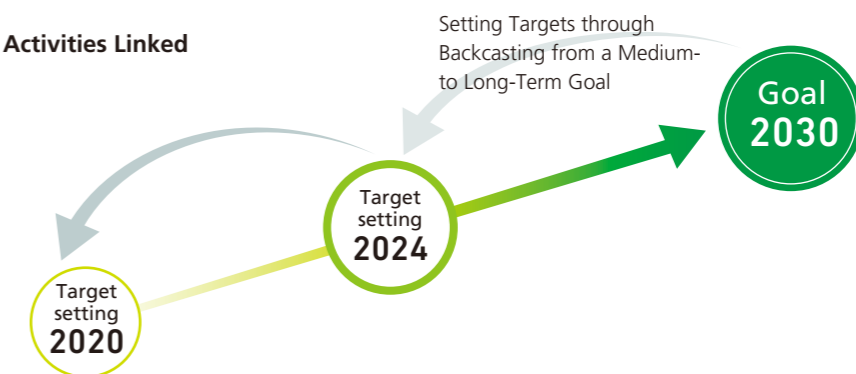 Activities Linked
Setting Targets through
Backcasting from a Medium-
to Long-Term Goal
Goal
2030
Target
setting
2024
Target
setting
2020